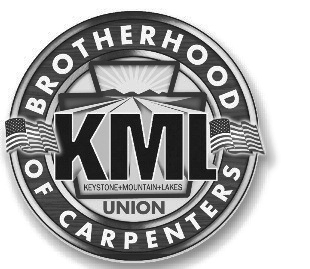 BROTHERHOOD
KML
KEYSTONE+MOUNTAIN+LAKES
UNION
OF CARPENTERS